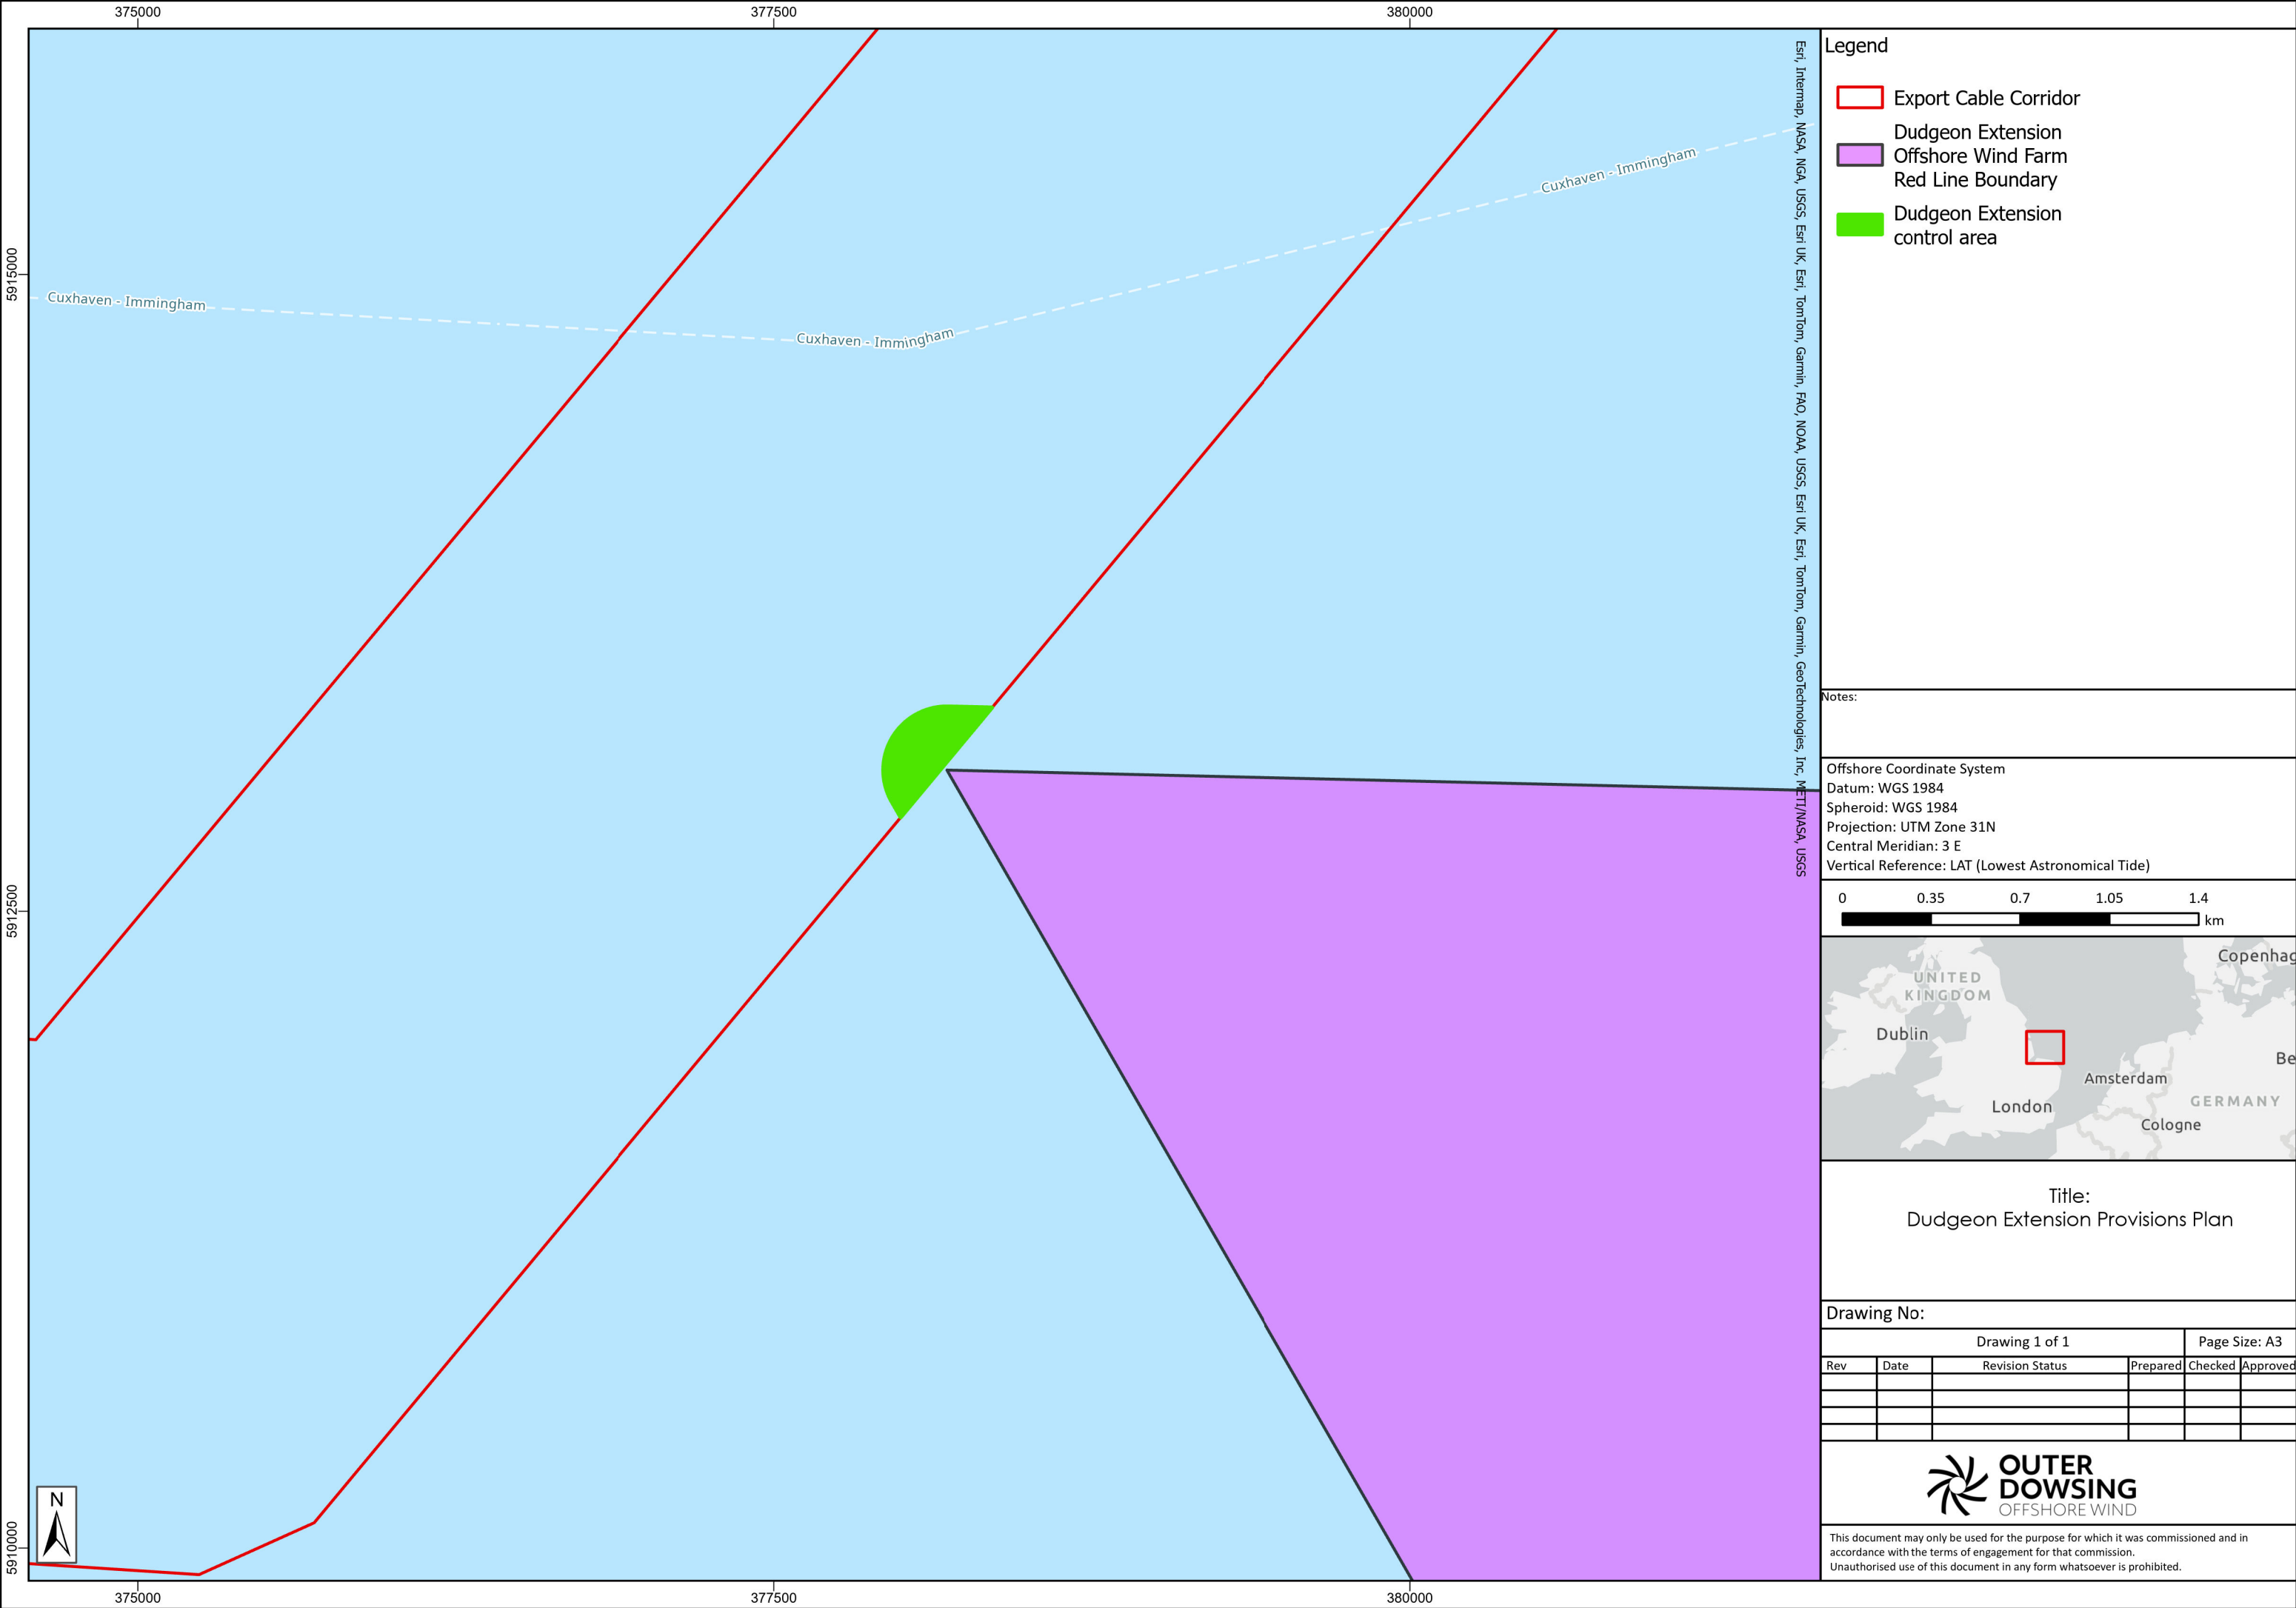 375000
377500
380000
5915000
5912500
5910000
Cuxhaven - Immingham
Cuxhaven - Immingham
Cuxhaven - Immingham
Esri, Intermap, NASA, NGA, USGS, Esri UK, Esri, TomTom, Garmin, FAO, NOAA, USGS, Esri UK, Esri, TomTom, Garmin, GeoTechnologies, Inc, METI/NASA, USGS
N
375000
377500
380000
Legend
Export Cable Corridor
Dudgeon Extension
Offshore Wind Farm
Red Line Boundary
Dudgeon Extension
control area
Notes:
Offshore Coordinate System
Datum: WGS 1984
Spheroid: WGS 1984
Projection: UTM Zone 31N
Central Meridian: 3 E
Vertical Reference: LAT (Lowest Astronomical Tide)
0 0.35 0.7 1.05 1.4
km
Copenhag
UNITED
KINGDOM
Dublin
Be
Amsterdam
GERMANY
London
Cologne
Title:
Dudgeon Extension Provisions Plan
Drawing No:
Drawing 1 of 1 Page Size: A3
Rev Date Revision Status Prepared Checked Approved
OUTER
DOWSING
OFFSHORE WIND
This document may only be used for the purpose for which it was commissioned and in
accordance with the terms of engagement for that commission.
Unauthorised use of this document in any form whatsoever is prohibited.